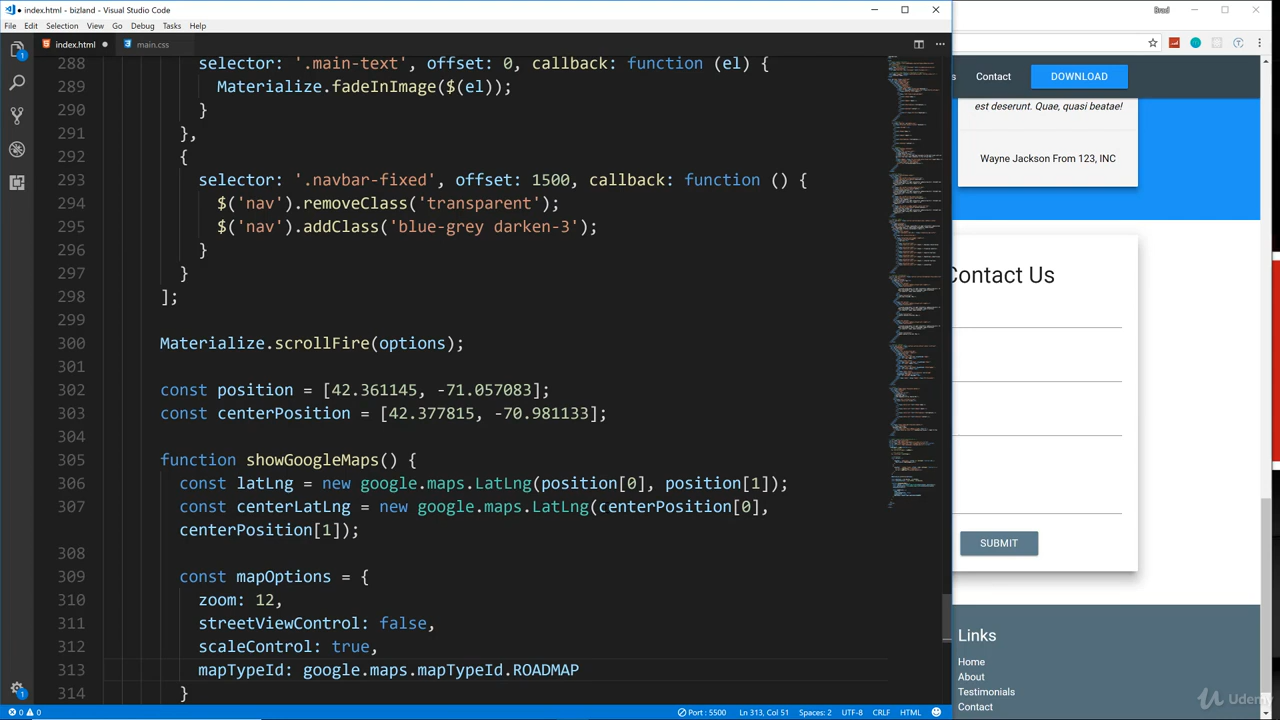 index.html - bizland - Visual Studio Code
Brad
File Edit Selection View Go Debug Tasks Help
index.html
main.css
288 selector: '.main-text', offset: 0, callback: function (el) {
289 Materialize.fadeInImage($(el));
290 }
291 },
292 {
293 selector: '.navbar-fixed', offset: 1500, callback: function () {
294 $('nav').removeClass('transparent');
295 $('nav').addClass('blue-grey darken-3');
296 }
297 }
298 ];
299
300 Materialize.scrollFire(options);
301
302 const position = [42.361145, -71.057083];
303 const centerPosition = [42.377815, -70.981133];
304
305 function showGoogleMaps() {
306 const latLng = new google.maps.LatLng(position[0], position[1]);
307 const centerLatLng = new google.maps.LatLng(centerPosition[0],
centerPosition[1]);
308
309 const mapOptions = {
310 zoom: 12,
311 streetViewControl: false,
312 scaleControl: true,
313 mapTypeId: google.maps.mapTypeId.ROADMAP
314 }
1
1
0 0
Port : 5500
Ln 313, Col 51
Spaces: 2
UTF-8
CRLF
HTML
s
Contact
DOWNLOAD
est deserunt. Quae, quasi beatae!
Wayne Jackson From 123, INC
Contact Us
SUBMIT
Links
Home
About
Testimonials
Contact
Udemy